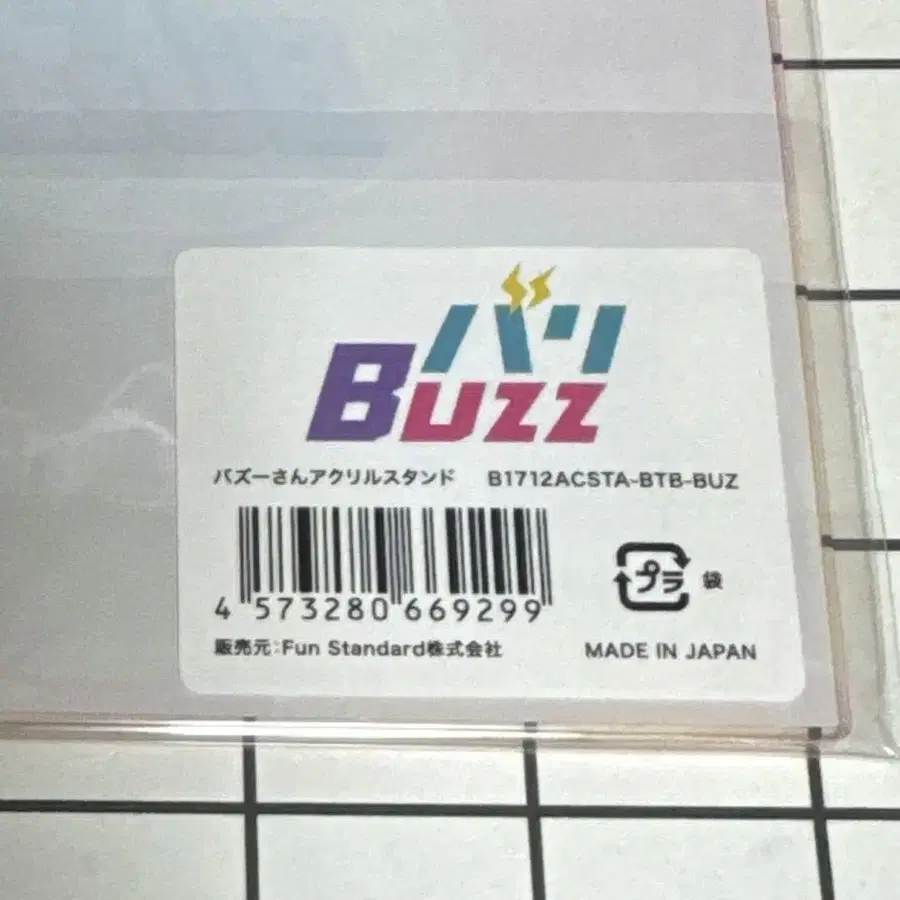 バリ
BUZZ
バズーさんアクリルスタンド B1712ACSTA-BTB-BUZ
4 573280 669299
プラ 袋
販売元:Fun Standard株式会社 MADE IN JAPAN